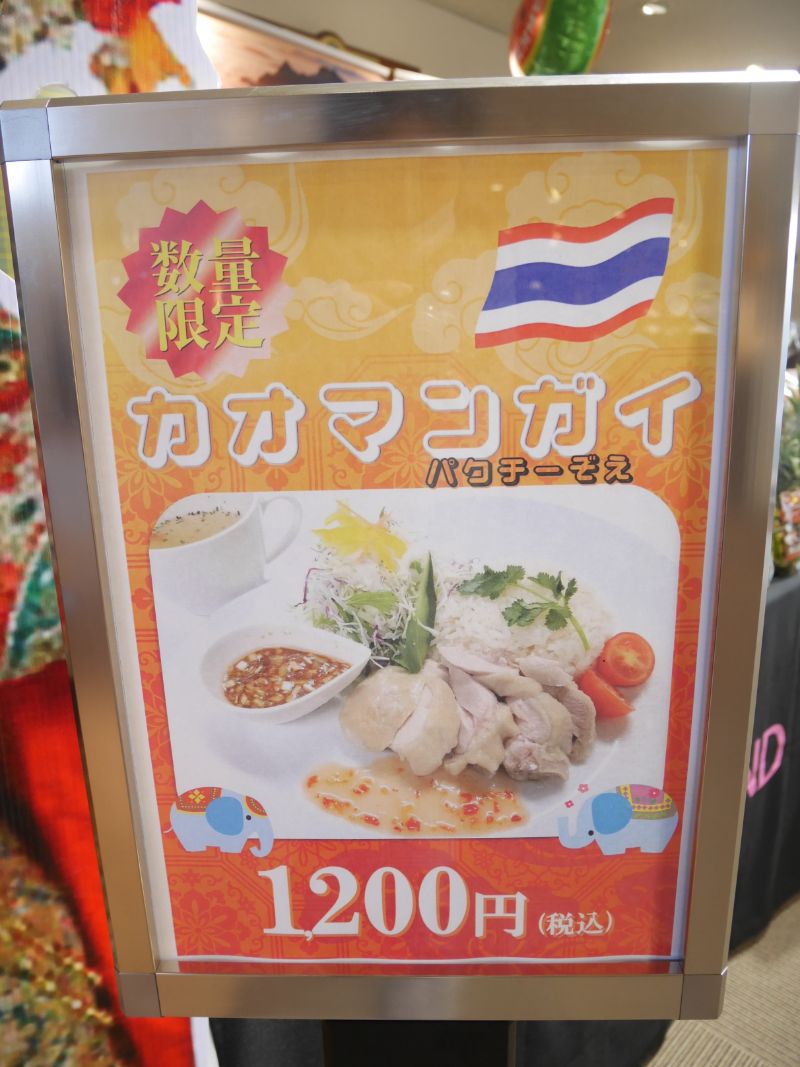 数量
限定
カオマンガイ
パクチーぞえ
1,200円(税込)
ND